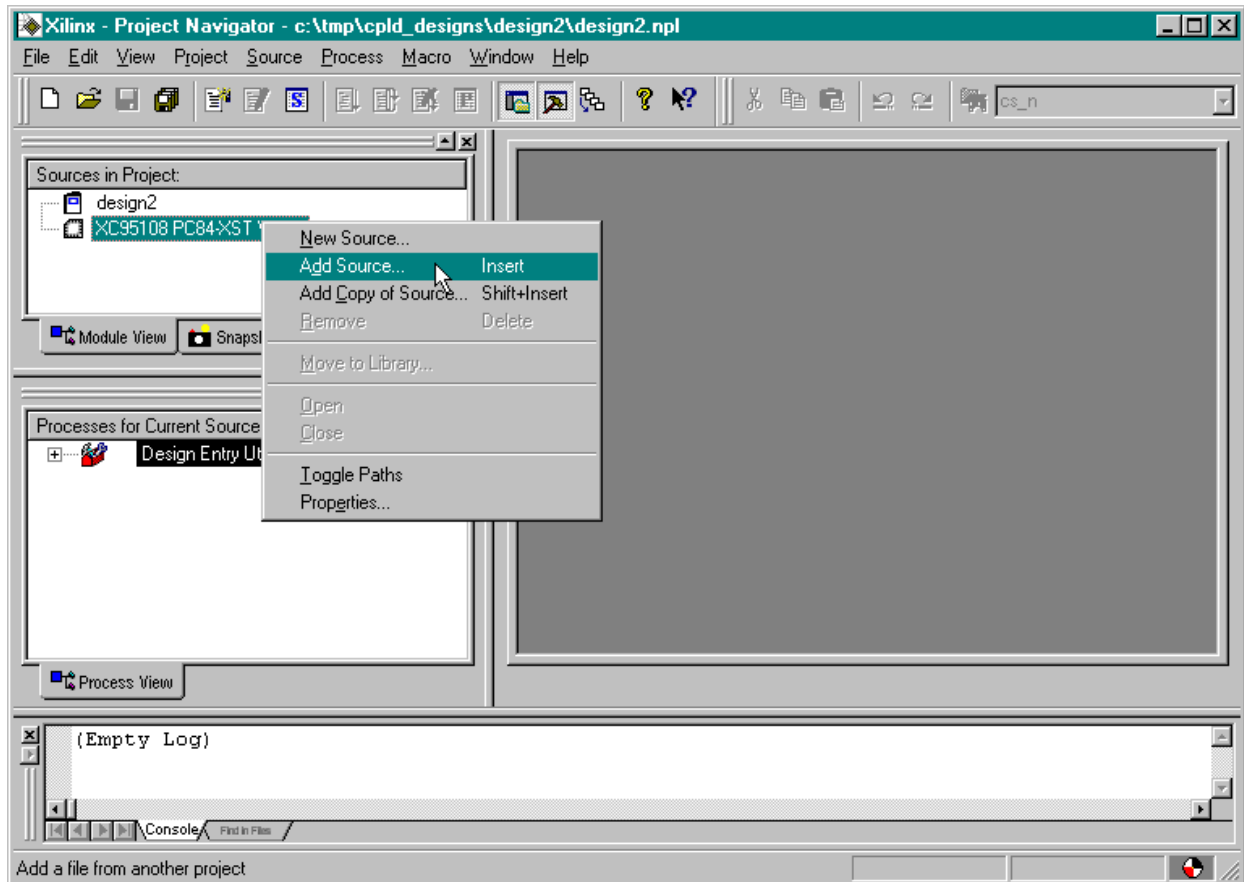 Xilinx - Project Navigator - c:\tmp\cpld_designs\design2\design2.npl
File Edit View Project Source Process Macro Window Help
cs_n
Sources in Project:
design2
XC95108 PC84-XST
New Source...
Add Source... Insert
Add Copy of Source... Shift+Insert
Remove Delete
Move to Library...
Open
Close
Toggle Paths
Properties...
Module View Snapsl
Processes for Current Source
Design Entry Ut
Process View
(Empty Log)
Console Find in Files
Add a file from another project